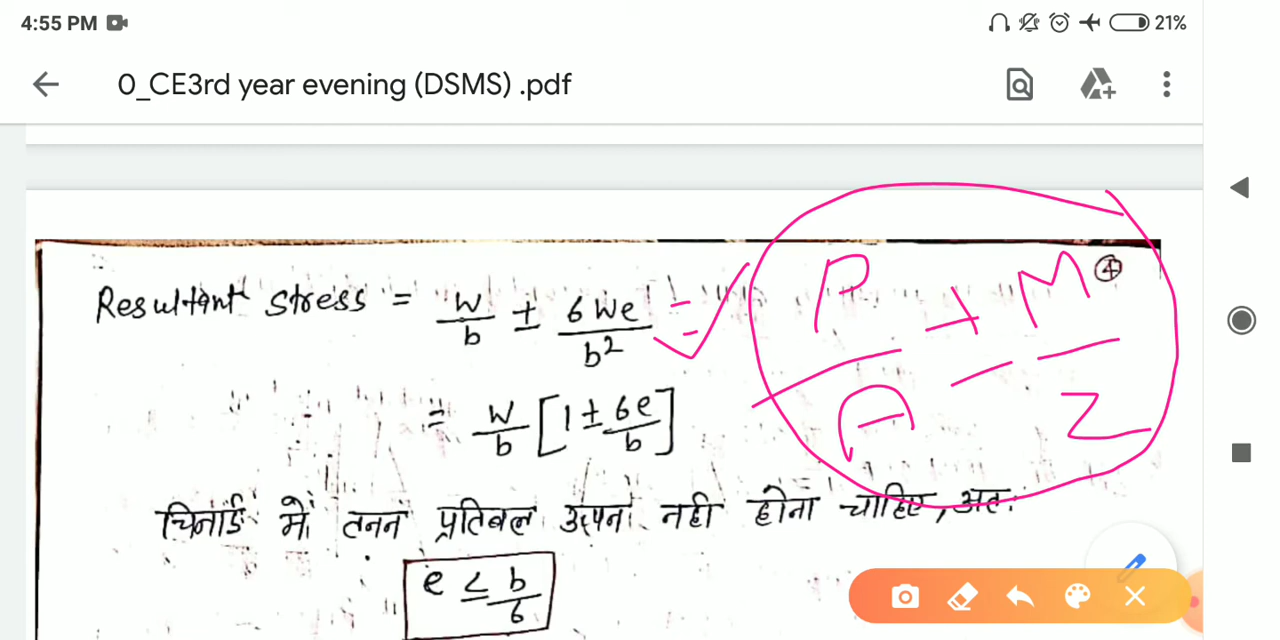 4:55 PM 21%
0_CE3rd year evening (DSMS) .pdf
Resultant Stress = W/b ± 6We/b² = P/A ± M/Z ④
= W/b [1 ± 6e/b]
चिनाई में तनन प्रतिबल उत्पन नही होना चाहिए, अतः
e ≤ b/6